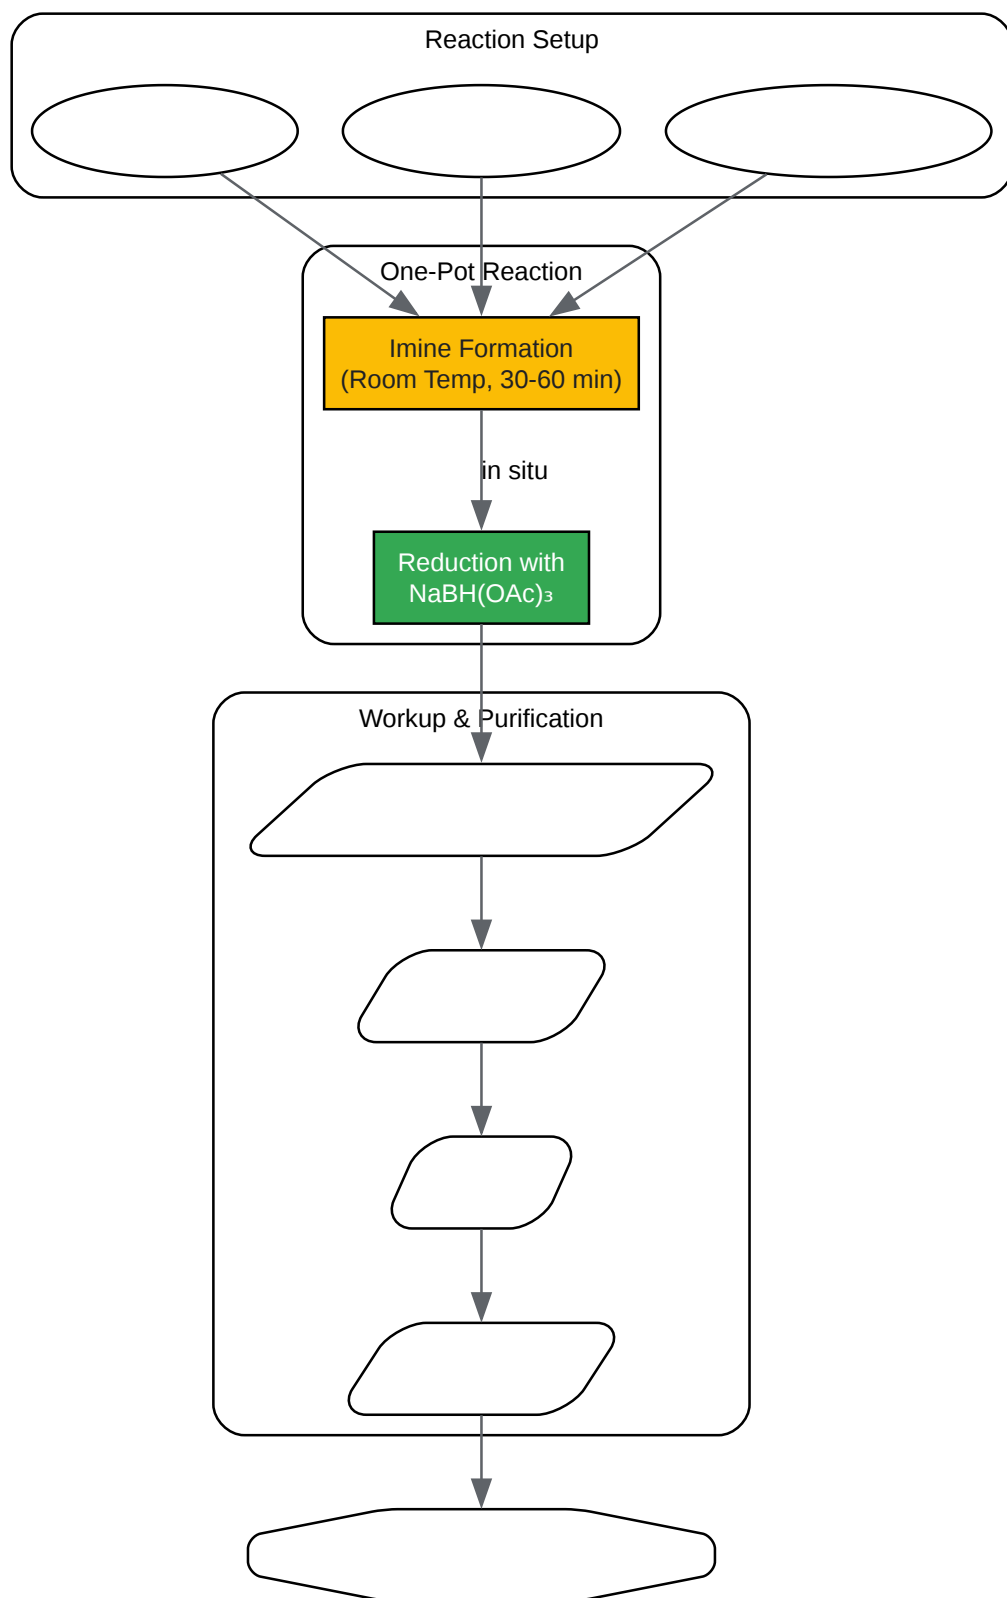 Reaction Setup
One-Pot Reaction
Imine Formation
(Room Temp, 30-60 min)
in situ
Reduction with
NaBH(OAc)₃
Workup & Purification